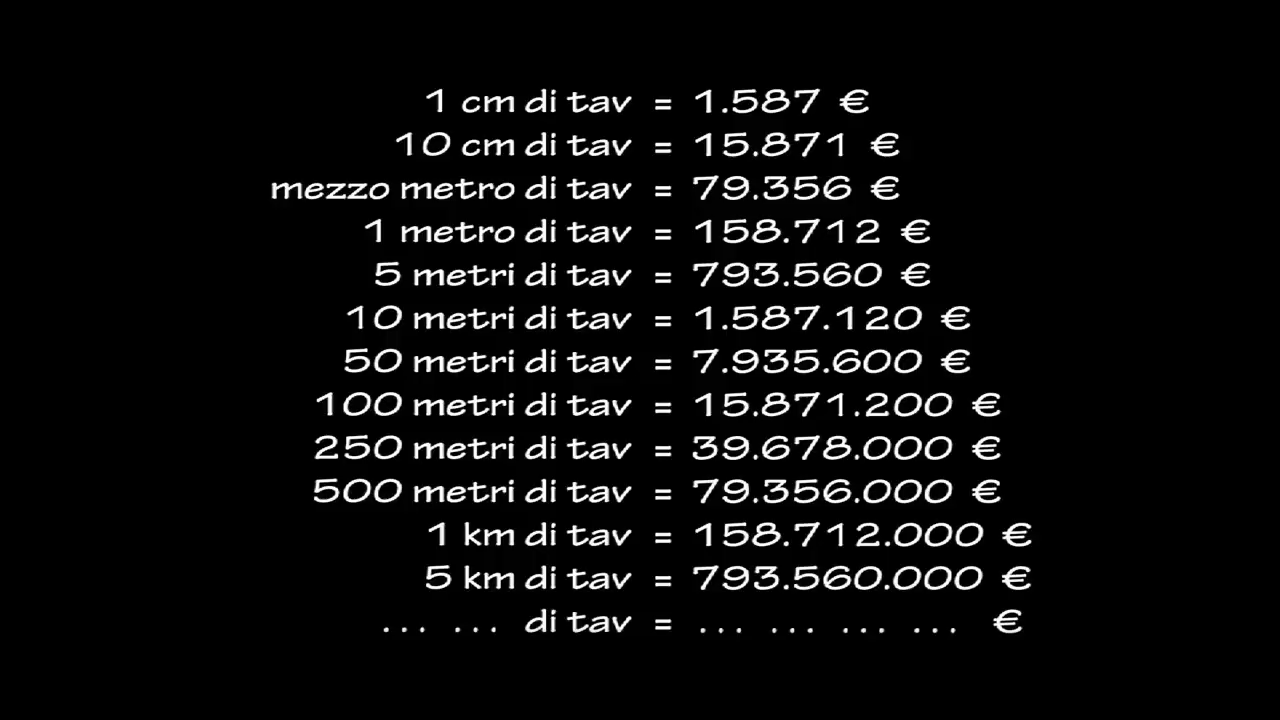 1 cm di tav = 1.587 €
10 cm di tav = 15.871 €
mezzo metro di tav = 79.356 €
1 metro di tav = 158.712 €
5 metri di tav = 793.560 €
10 metri di tav = 1.587.120 €
50 metri di tav = 7.935.600 €
100 metri di tav = 15.871.200 €
250 metri di tav = 39.678.000 €
500 metri di tav = 79.356.000 €
1 km di tav = 158.712.000 €
5 km di tav = 793.560.000 €
... ... di tav = ... ... ... ... €